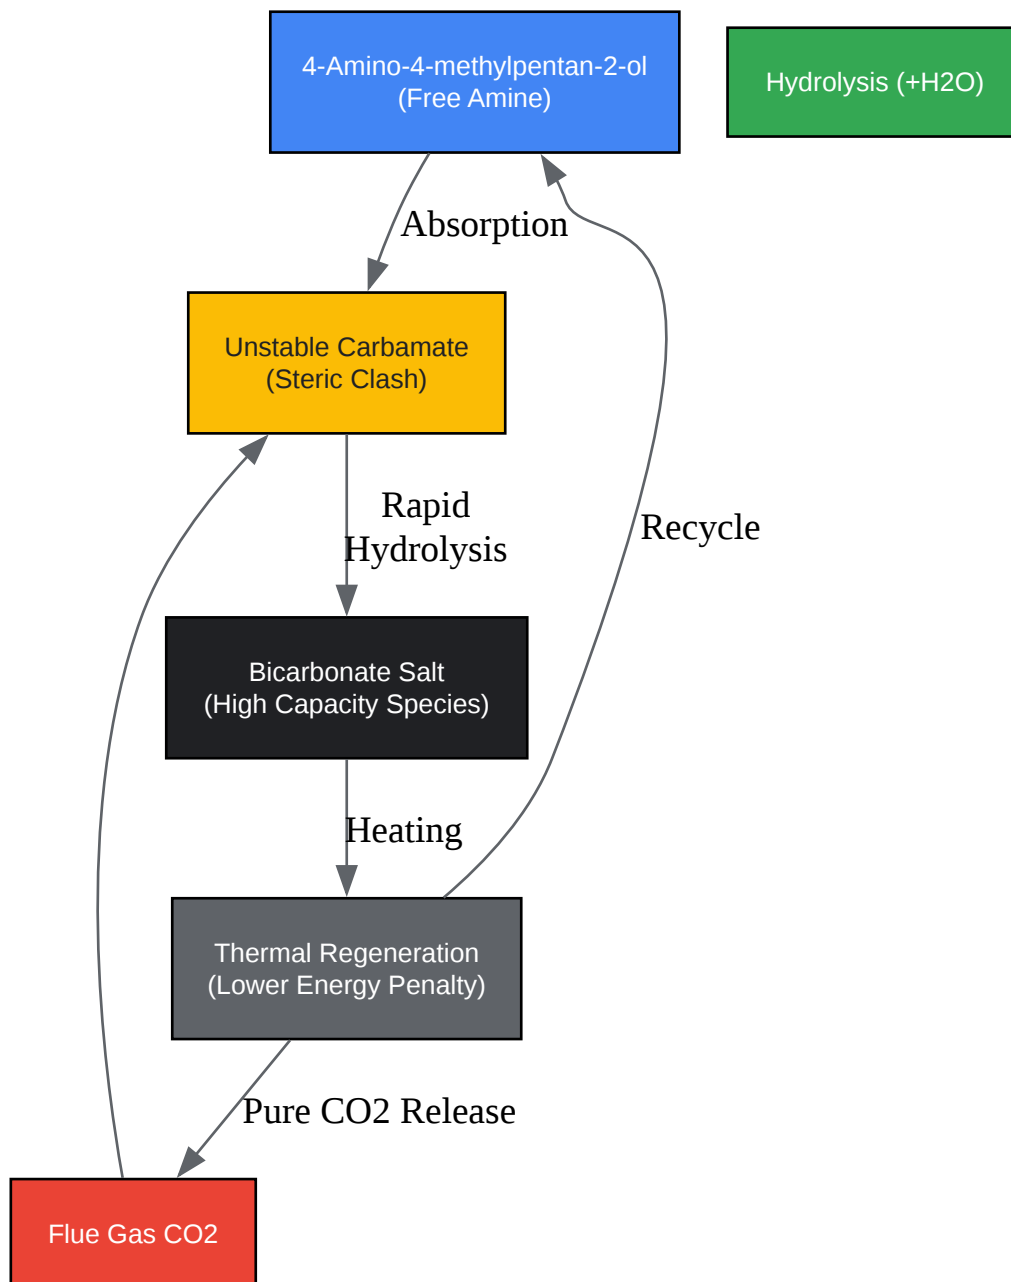 4-Amino-4-methylpentan-2-ol
(Free Amine)
Hydrolysis (+H2O)
Absorption
Unstable Carbamate
(Steric Clash)
Rapid
Hydrolysis
Recycle
Bicarbonate Salt
(High Capacity Species)
Heating
Thermal Regeneration
(Lower Energy Penalty)
Pure CO2 Release
Flue Gas CO2